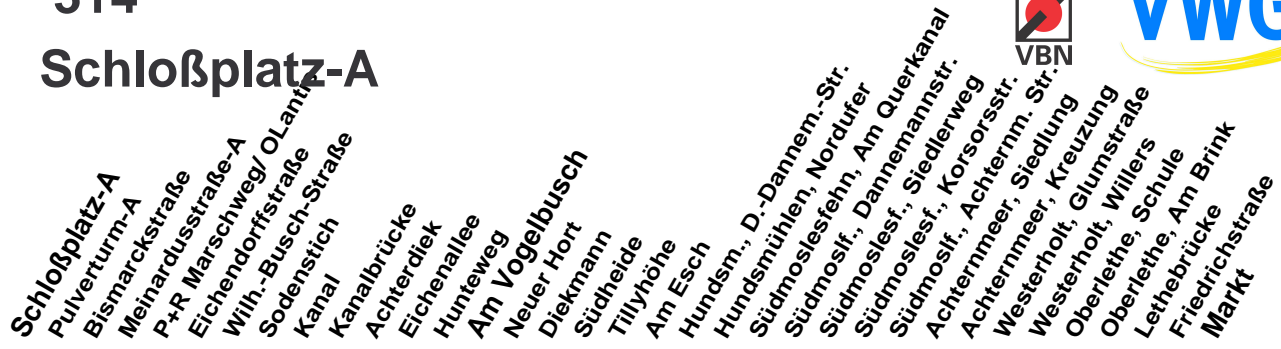 314
Schloßplatz-A
VBN
VWG
Schloßplatz-A
Pulverturm-A
Bismarckstraße
Meinardusstraße-A
P+R Marschweg/ OLantis
Eichendorffstraße
Wilh.-Busch-Straße
Sodenstich
Kanal
Kanalbrücke
Achterdiek
Eichenallee
Hunteweg
Am Vogelbusch
Neuer Hort
Diekmann
Südheide
Tillyhöhe
Am Esch
Hundsm., D.-Dannem.-Str.
Hundsmühlen, Nordufer
Südmoslesfehn, Am Querkanal
Südmoslf., Dannemannstr.
Südmoslesf., Siedlerweg
Südmoslesf., Korsorsstr.
Südmoslf., Achternm. Str.
Achternmeer, Siedlung
Achternmeer, Kreuzung
Westerholt, Glumstraße
Westerholt, Willers
Oberlethe, Schule
Oberlethe, Am Brink
Lethebrücke
Friedrichstraße
Markt